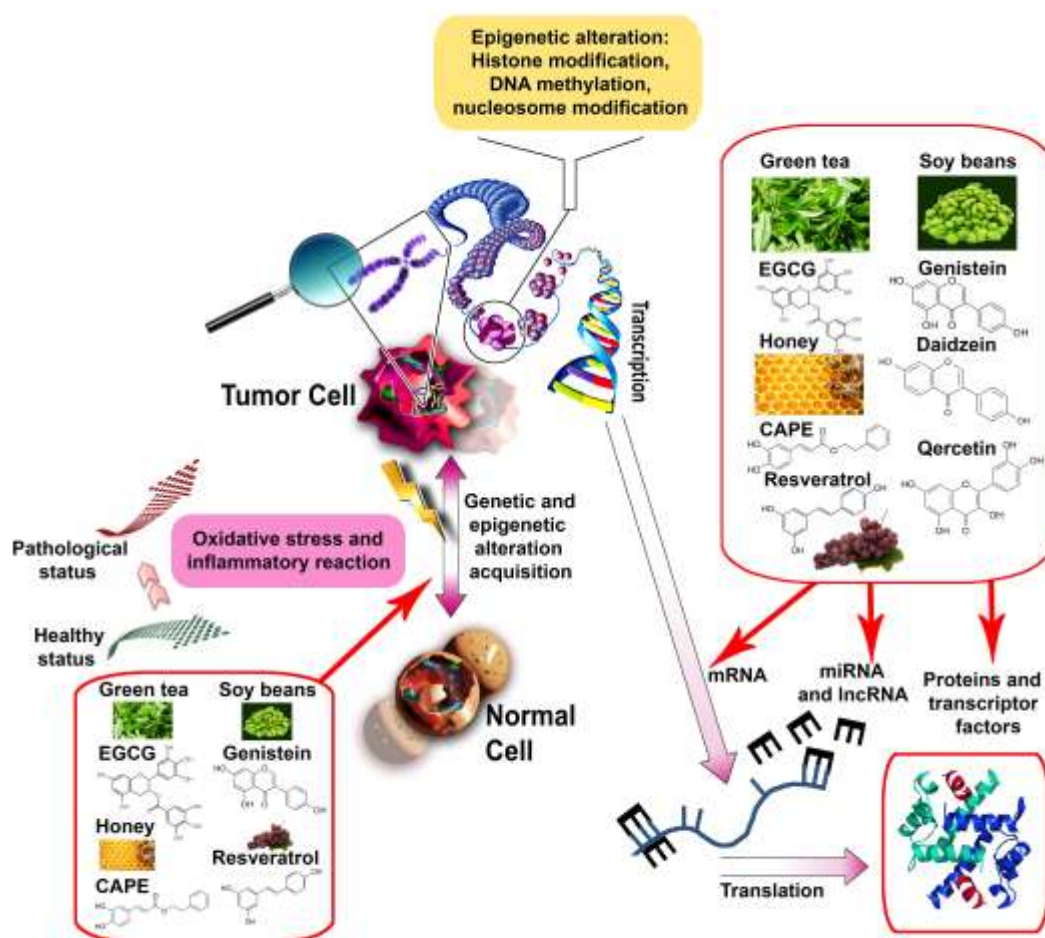 Epigenetic alteration:
Histone modification,
DNA methylation,
nucleosome modification
Green tea
Soy beans
EGCG
Genistein
Honey
Daidzein
CAPE
Qercetin
Resveratrol
Transcription
Tumor Cell
Genetic and
epigenetic
alteration
acquisition
Oxidative stress and
inflammatory reaction
Pathological
status
Healthy
status
Normal
Cell
Green tea
Soy beans
EGCG
Genistein
Honey
Resveratrol
CAPE
mRNA
miRNA
and lncRNA
Proteins and
transcriptor
factors
E
E
E
E
E
E
E
Translation